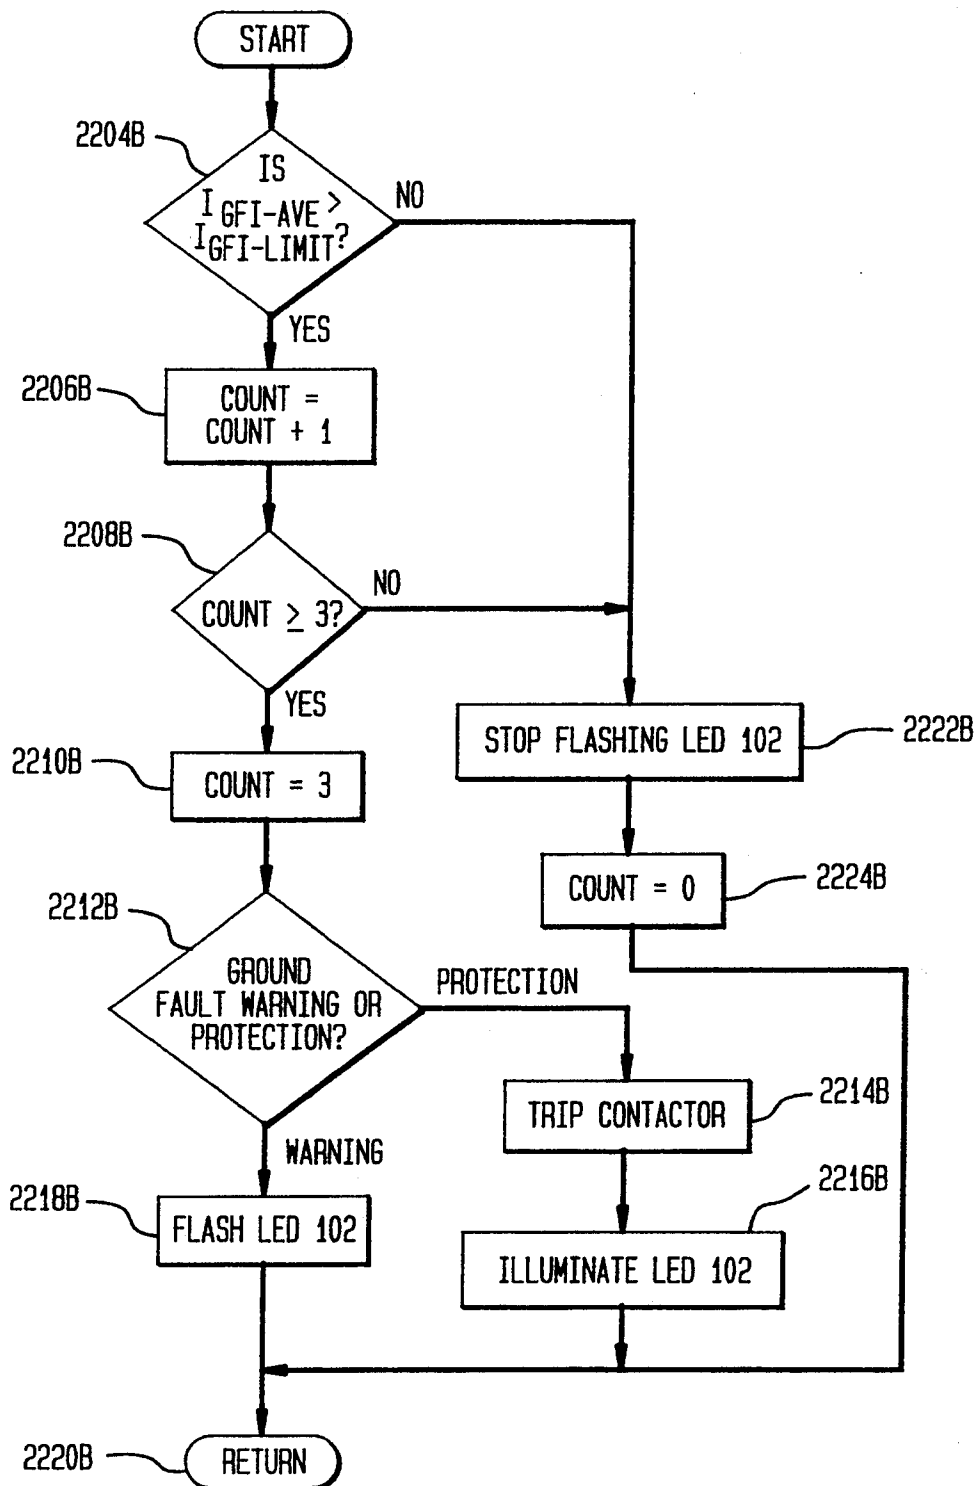 START
2204B
IS
I GFI-AVE >
I GFI-LIMIT?
NO
YES
2206B
COUNT =
COUNT + 1
2208B
COUNT ≥ 3?
NO
YES
2210B
COUNT = 3
STOP FLASHING LED 102
2222B
COUNT = 0
2224B
2212B
GROUND
FAULT WARNING OR
PROTECTION?
PROTECTION
TRIP CONTACTOR
2214B
WARNING
2216B
2218B
FLASH LED 102
ILLUMINATE LED 102
2220B
RETURN